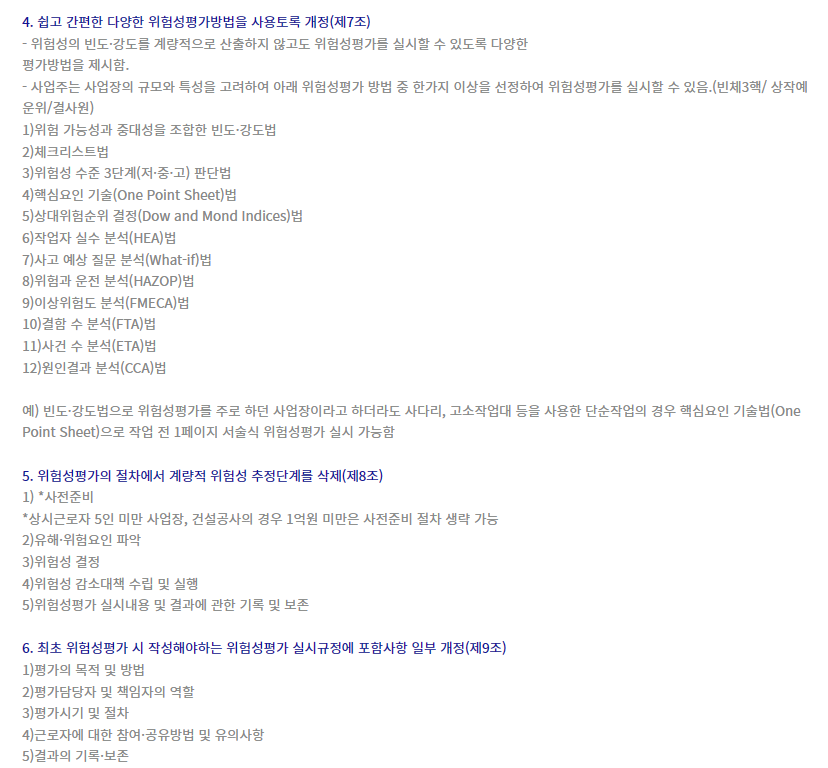 4. 쉽고 간편한 다양한 위험성평가방법을 사용토록 개정(제7조)
- 위험성의 빈도·강도를 계량적으로 산출하지 않고도 위험성평가를 실시할 수 있도록 다양한
평가방법을 제시함.
- 사업주는 사업장의 규모와 특성을 고려하여 아래 위험성평가 방법 중 한가지 이상을 선정하여 위험성평가를 실시할 수 있음.(빈체3핵/ 상작예
운위/결사원)
1)위험 가능성과 중대성을 조합한 빈도·강도법
2)체크리스트법
3)위험성 수준 3단계(저·중·고) 판단법
4)핵심요인 기술(One Point Sheet)법
5)상대위험순위 결정(Dow and Mond Indices)법
6)작업자 실수 분석(HEA)법
7)사고 예상 질문 분석(What-if)법
8)위험과 운전 분석(HAZOP)법
9)이상위험도 분석(FMECA)법
10)결함 수 분석(FTA)법
11)사건 수 분석(ETA)법
12)원인결과 분석(CCA)법
예) 빈도·강도법으로 위험성평가를 주로 하던 사업장이라고 하더라도 사다리, 고소작업대 등을 사용한 단순작업의 경우 핵심요인 기술법(One
Point Sheet)으로 작업 전 1페이지 서술식 위험성평가 실시 가능함
5. 위험성평가의 절차에서 계량적 위험성 추정단계를 삭제(제8조)
1) *사전준비
*상시근로자 5인 미만 사업장, 건설공사의 경우 1억원 미만은 사전준비 절차 생략 가능
2)유해·위험요인 파악
3)위험성 결정
4)위험성 감소대책 수립 및 실행
5)위험성평가 실시내용 및 결과에 관한 기록 및 보존
6. 최초 위험성평가 시 작성해야하는 위험성평가 실시규정에 포함사항 일부 개정(제9조)
1)평가의 목적 및 방법
2)평가담당자 및 책임자의 역할
3)평가시기 및 절차
4)근로자에 대한 참여·공유방법 및 유의사항
5)결과의 기록·보존